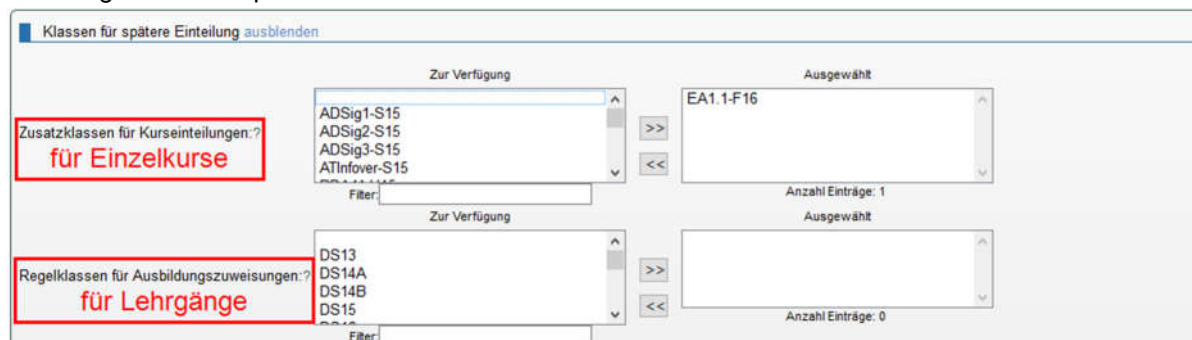 Klassen für spätere Einteilung ausblenden
Zur Verfügung
Ausgewählt
Zusatzklassen für Kurseinteilungen:?
für Einzelkurse
ADSig1-S15
ADSig2-S15
ADSig3-S15
ATInfover-S15
>>
<<
EA1.1-F16
Filter:
Anzahl Einträge: 1
Zur Verfügung
Ausgewählt
Regelklassen für Ausbildungszuweisungen:?
für Lehrgänge
DS13
DS14A
DS14B
DS15
>>
<<
Anzahl Einträge: 0
Filter: